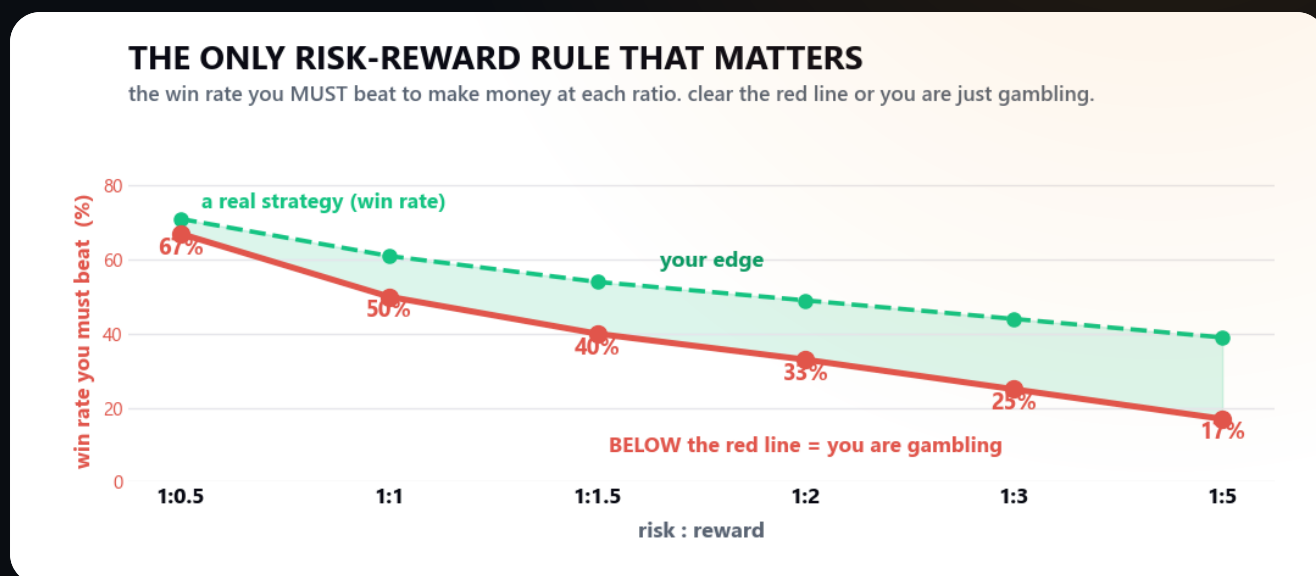 THE ONLY RISK-REWARD RULE THAT MATTERS
the win rate you MUST beat to make money at each ratio. clear the red line or you are just gambling.
win rate you must beat  (%)
80
60
40
20
0
a real strategy (win rate)
your edge
67%
50%
40%
33%
25%
17%
BELOW the red line = you are gambling
1:0.5
1:1
1:1.5
1:2
1:3
1:5
risk : reward